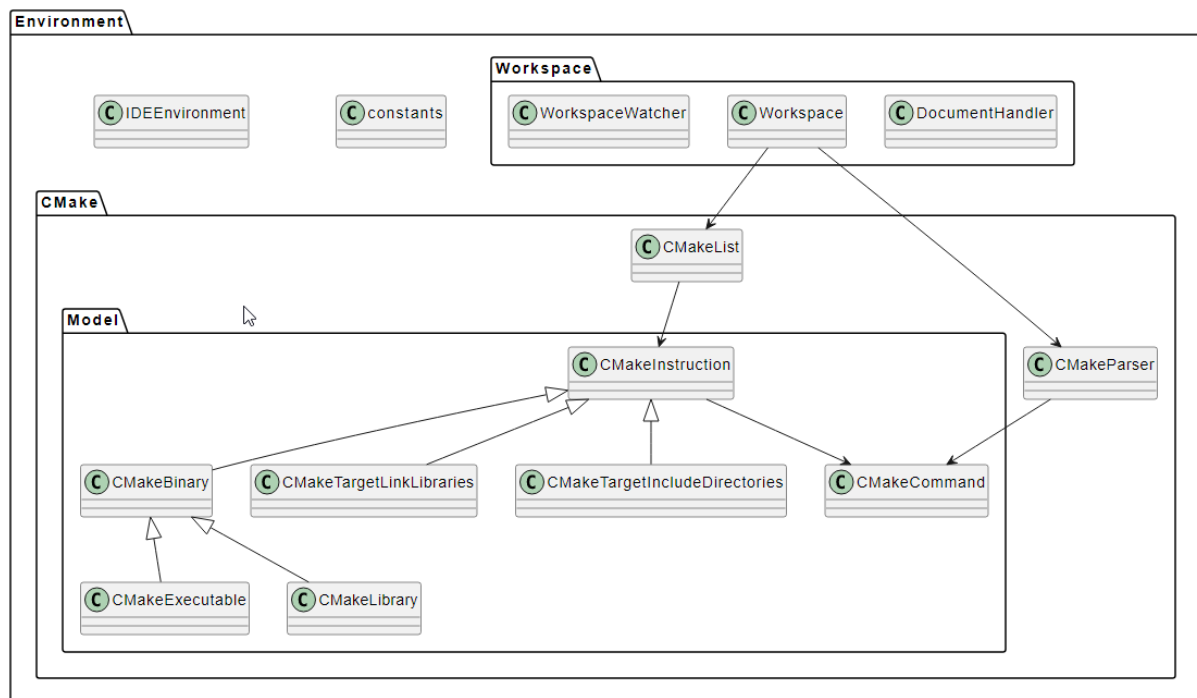 Environment
Workspace
C IDEEnvironment
C constants
C WorkspaceWatcher
C Workspace
C DocumentHandler
CMake
C CMakeList
Model
C CMakeInstruction
C CMakeParser
C CMakeBinary
C CMakeTargetLinkLibraries
C CMakeTargetIncludeDirectories
C CMakeCommand
C CMakeExecutable
C CMakeLibrary